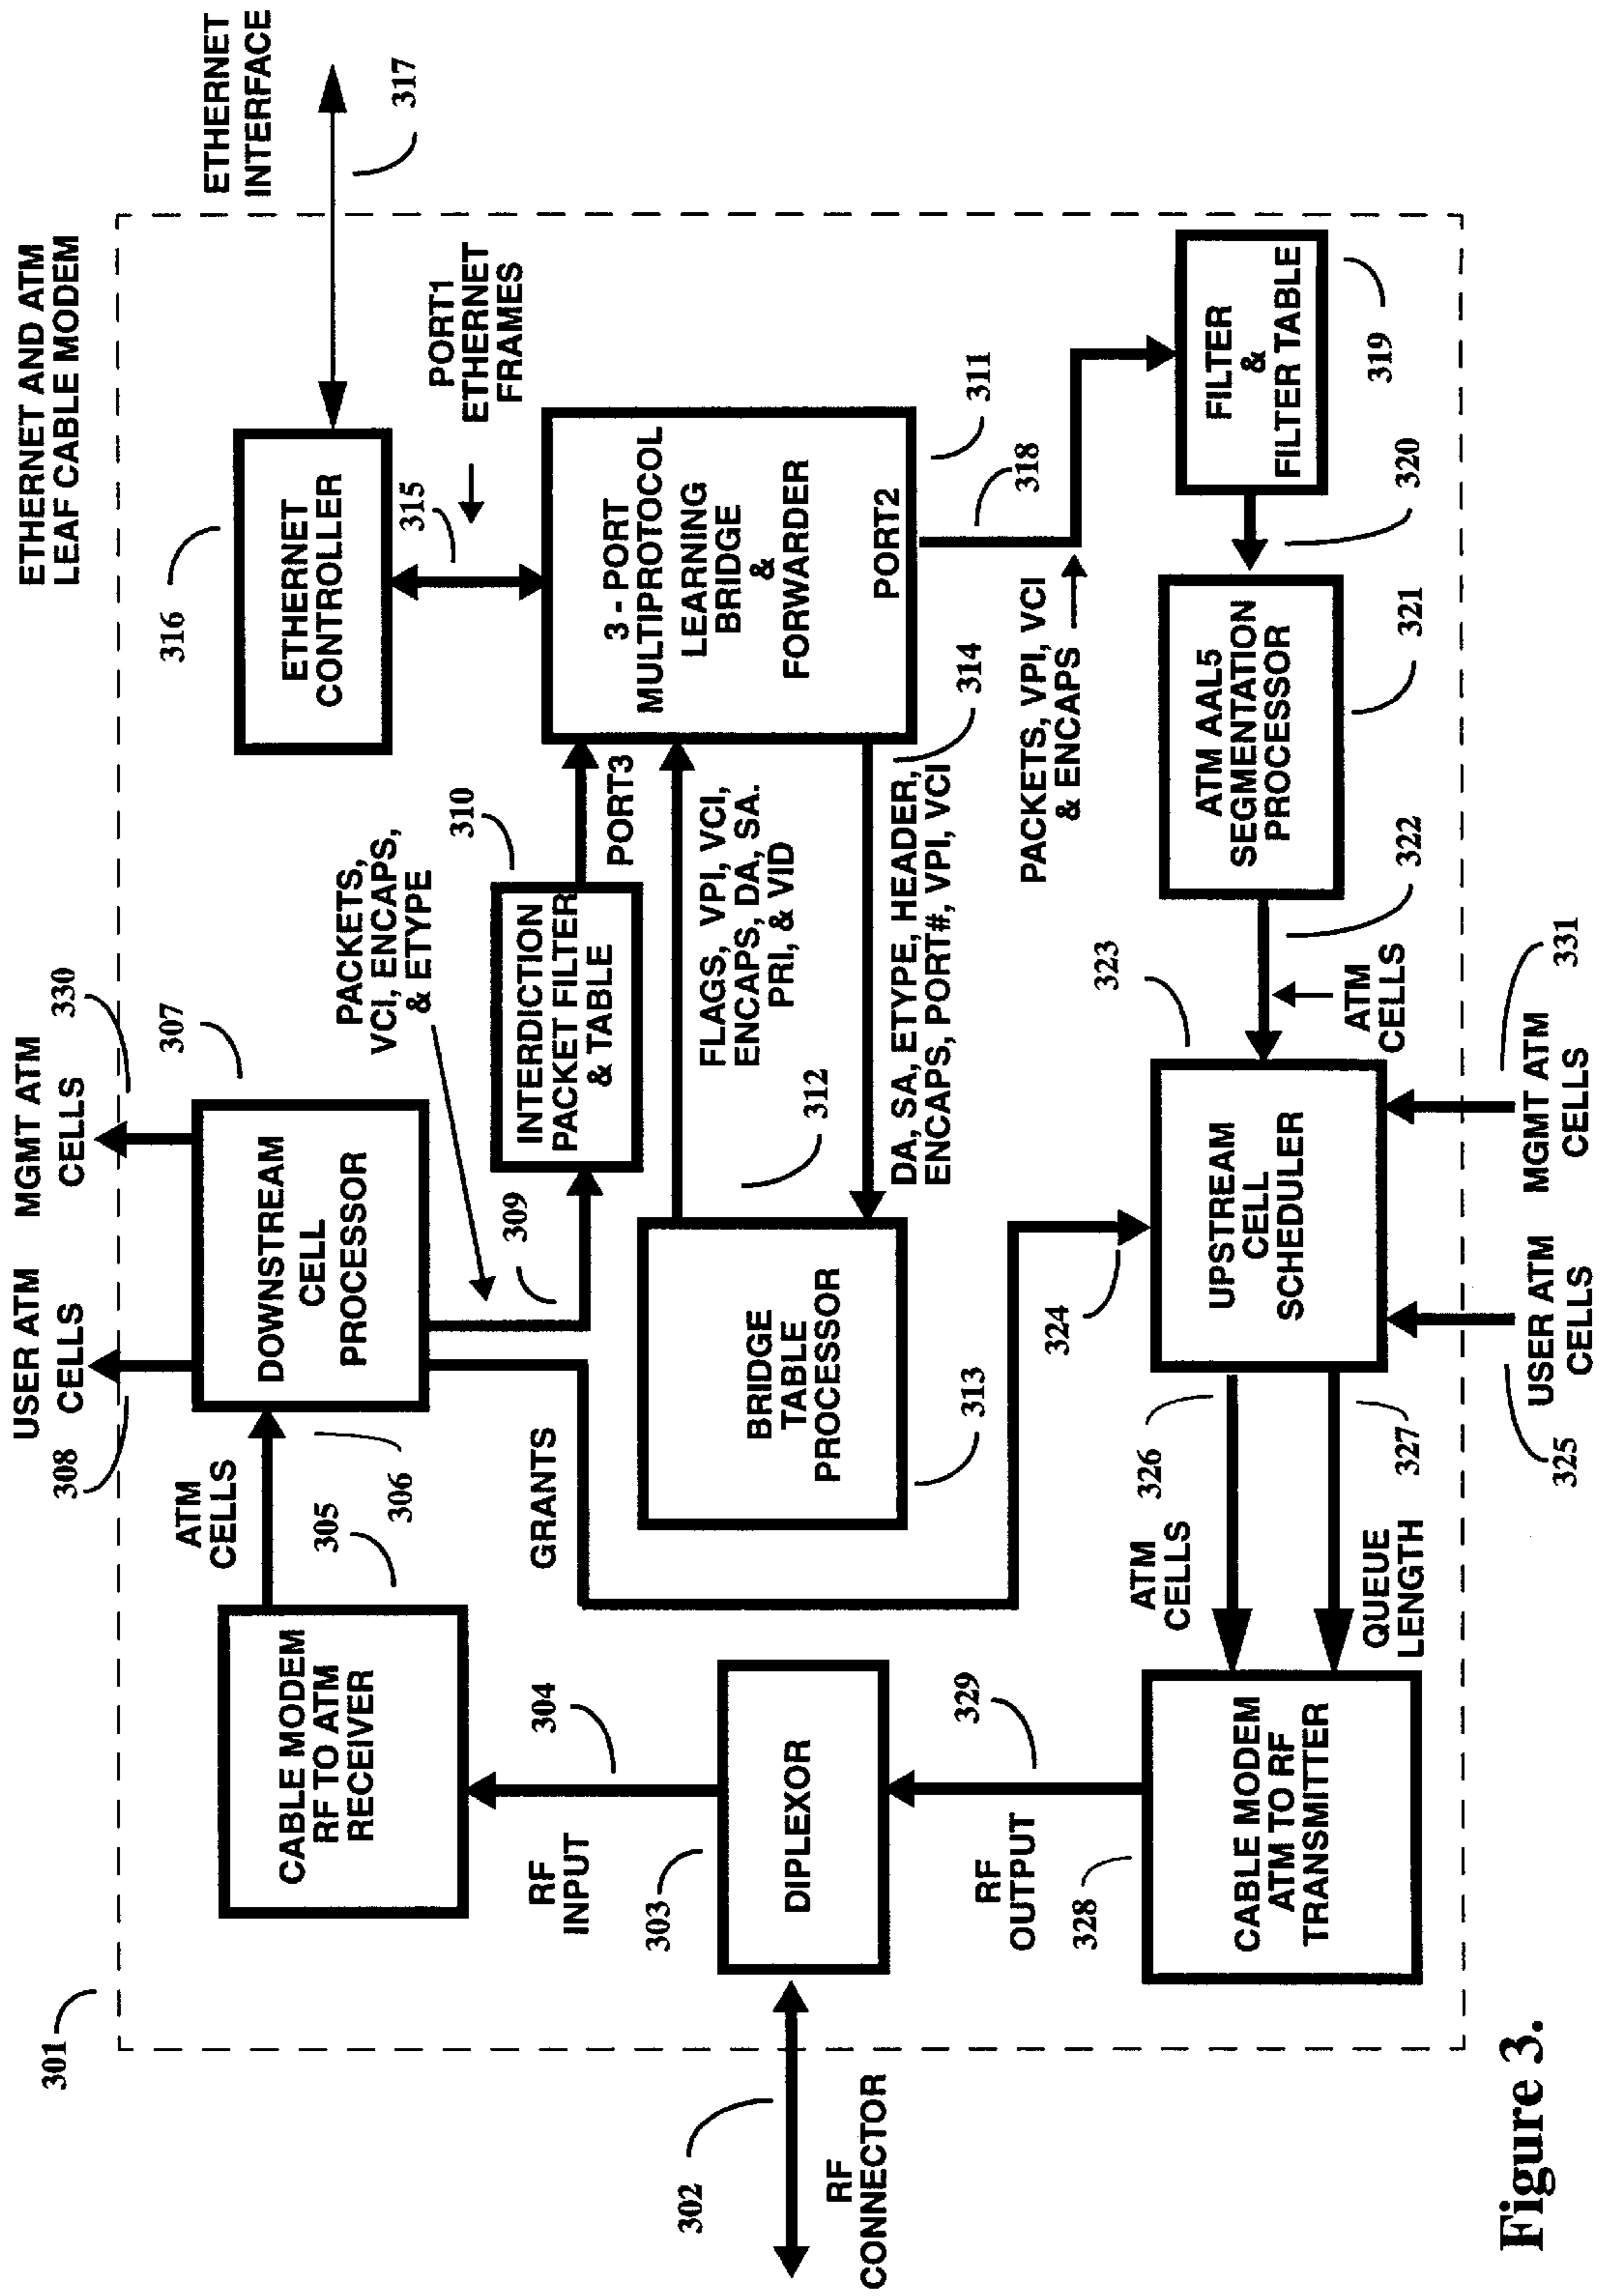 301
ETHERNET AND ATM
LEAF CABLE MODEM
308
USER ATM
CELLS
MGMT ATM
CELLS
330
307
316
ETHERNET
INTERFACE
317
CABLE MODEM
RF TO ATM
RECEIVER
305
ATM
CELLS
306
DOWNSTREAM
CELL
PROCESSOR
PACKETS,
VCI, ENCAPS,
& ETYPE
ETHERNET
CONTROLLER
315
PORT1
ETHERNET
FRAMES
RF
INPUT
304
GRANTS
309
INTERDICTION
PACKET FILTER
& TABLE
310
PORT3
3 - PORT
MULTIPROTOCOL
LEARNING
BRIDGE
&
FORWARDER
PORT2
311
302
RF
CONNECTOR
303
DIPLEXOR
BRIDGE
TABLE
PROCESSOR
313
312
FLAGS, VPI, VCI,
ENCAPS, DA, SA.
PRI, & VID
DA, SA, ETYPE, HEADER,
ENCAPS, PORT#, VPI, VCI
314
318
RF
OUTPUT
329
324
PACKETS, VPI, VCI
& ENCAPS
328
CABLE MODEM
ATM TO RF
TRANSMITTER
ATM
CELLS
326
QUEUE
LENGTH
327
UPSTREAM
CELL
SCHEDULER
323
ATM
CELLS
322
ATM AAL5
SEGMENTATION
PROCESSOR
321
320
FILTER
&
FILTER TABLE
319
325
USER ATM
CELLS
MGMT ATM
CELLS
331
Figure 3.